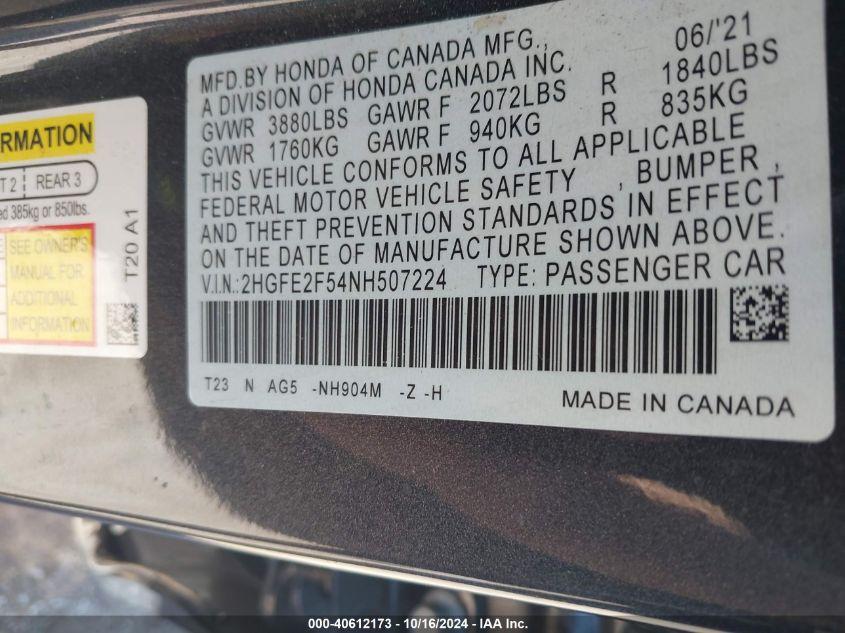 RMATION
T 2 REAR 3
ed 385kg or 850lbs.
SEE OWNER'S
MANUAL FOR
ADDITIONAL
INFORMATION
T20 A1
MFD.BY HONDA OF CANADA MFG., 06/'21
A DIVISION OF HONDA CANADA INC.
GVWR 3880LBS GAWR F 2072LBS R 1840LBS
GVWR 1760KG GAWR F 940KG R 835KG
THIS VEHICLE CONFORMS TO ALL APPLICABLE
FEDERAL MOTOR VEHICLE SAFETY , BUMPER ,
AND THEFT PREVENTION STANDARDS IN EFFECT
ON THE DATE OF MANUFACTURE SHOWN ABOVE.
V.I.N.:2HGFE2F54NH507224 TYPE: PASSENGER CAR
T23 N AG5 -NH904M -Z -H
MADE IN CANADA
000-40612173 - 10/16/2024 - IAA Inc.